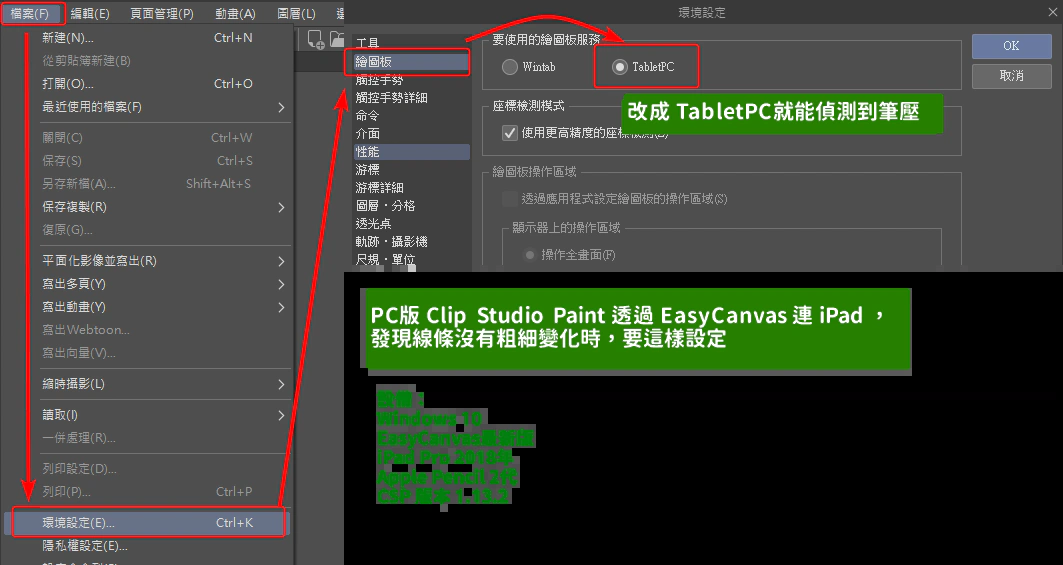 檔案(F) 編輯(E) 頁面管理(P) 動畫(A) 圖層(L)
新建(N)... Ctrl+N
從剪貼簿新建(B)
打開(O)... Ctrl+O
最近使用的檔案(F)
關閉(C) Ctrl+W
保存(S) Ctrl+S
另存新檔(A)... Shift+Alt+S
保存複製(R)
復原(G)...
平面化影像並寫出(R)
寫出多頁(Y)
寫出動畫(Y)
寫出Webtoon...
寫出向量(V)...
縮時攝影(L)
讀取(I)
一併處理(R)...
列印設定(D)...
列印(P)... Ctrl+P
環境設定(E)... Ctrl+K
隱私權設定(E)...
環境設定
工具
繪圖板
觸控手勢
觸控手勢詳細
命令
介面
性能
游標
游標詳細
圖層・分格
透光点
軌跡・攝影機
尺規・單位
要使用的繪圖板服務
Wintab
TabletPC
OK
取消
改成 TabletPC就能偵測到筆壓
座標檢測模式
使用更高精度的座標檢測(Z)
繪圖板操作區域
透過應用程式設定繪圖板的操作區域(S)
顯示器上的操作區域
操作全畫面(F)
PC版 Clip Studio Paint 透過 EasyCanvas 連 iPad ，
發現線條沒有粗細變化時，要這樣設定
設備：
Windows 10
EasyCanvas最新版
iPad Pro 2018年
Apple Pencil 2代
CSP 版本 1.13.2